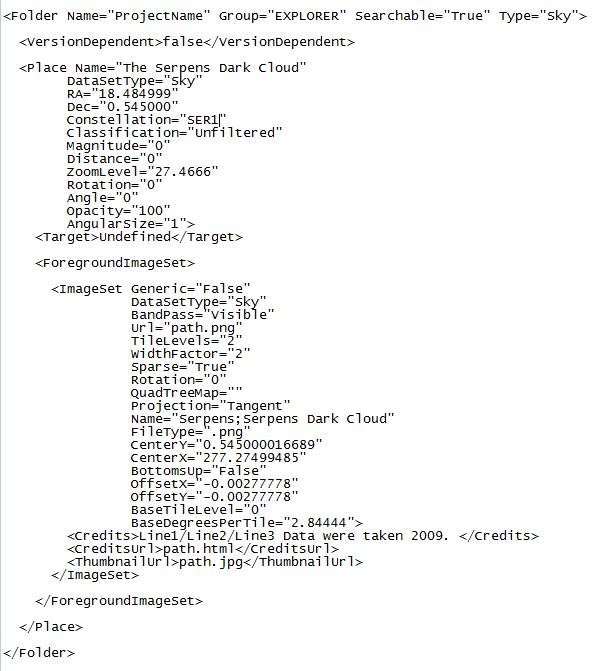 <Folder Name="ProjectName" Group="EXPLORER" Searchable="True" Type="Sky">
<VersionDependent>false</VersionDependent>
<Place Name="The Serpens Dark Cloud"
DataSetType="Sky"
RA="18.484999"
Dec="0.545000"
Constellation="SER1"
Classification="Unfiltered"
Magnitude="0"
Distance="0"
ZoomLevel="27.4666"
Rotation="0"
Angle="0"
Opacity="100"
AngularSize="1">
<Target>Undefined</Target>
<ForegroundImageSet>
<ImageSet Generic="False"
DataSetType="Sky"
BandPass="Visible"
Url="path.png"
TileLevels="2"
WidthFactor="2"
Sparse="True"
Rotation="0"
QuadTreeMap=""
Projection="Tangent"
Name="Serpens;Serpens Dark Cloud"
FileType=".png"
CenterY="0.545000016689"
CenterX="277.27499485"
BottomsUp="False"
OffsetX="-0.00277778"
OffsetY="-0.00277778"
BaseTileLevel="0"
BaseDegreesPerTile="2.84444">
<Credits>Line1/Line2/Line3 Data were taken 2009. </Credits>
<CreditsUrl>path.html</CreditsUrl>
<ThumbnailUrl>path.jpg</ThumbnailUrl>
</ImageSet>
</ForegroundImageSet>
</Place>
</Folder>